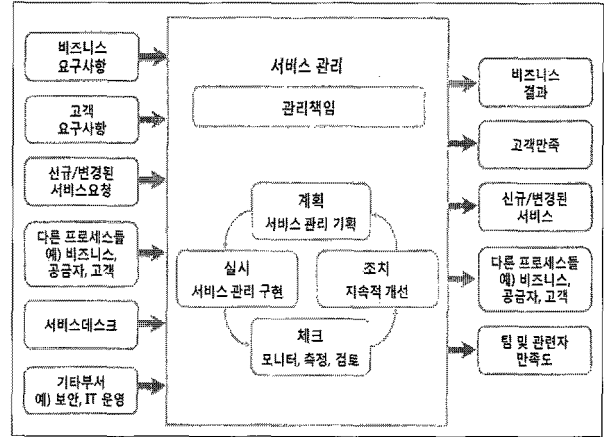 비즈니스
요구사항
고객
요구사항
신규/변경된
서비스요청
다른 프로세스들
예) 비즈니스,
공급자, 고객
서비스데스크
기타부서
예) 보안, IT 운영
서비스 관리
관리책임
계획
서비스 관리 기획
실시
서비스 관리 구현
조치
지속적 개선
체크
모니터, 측정, 검토
비즈니스
결과
고객만족
신규/변경된
서비스
다른 프로세스들
예) 비즈니스,
공급자, 고객
팀 및 관련자
만족도